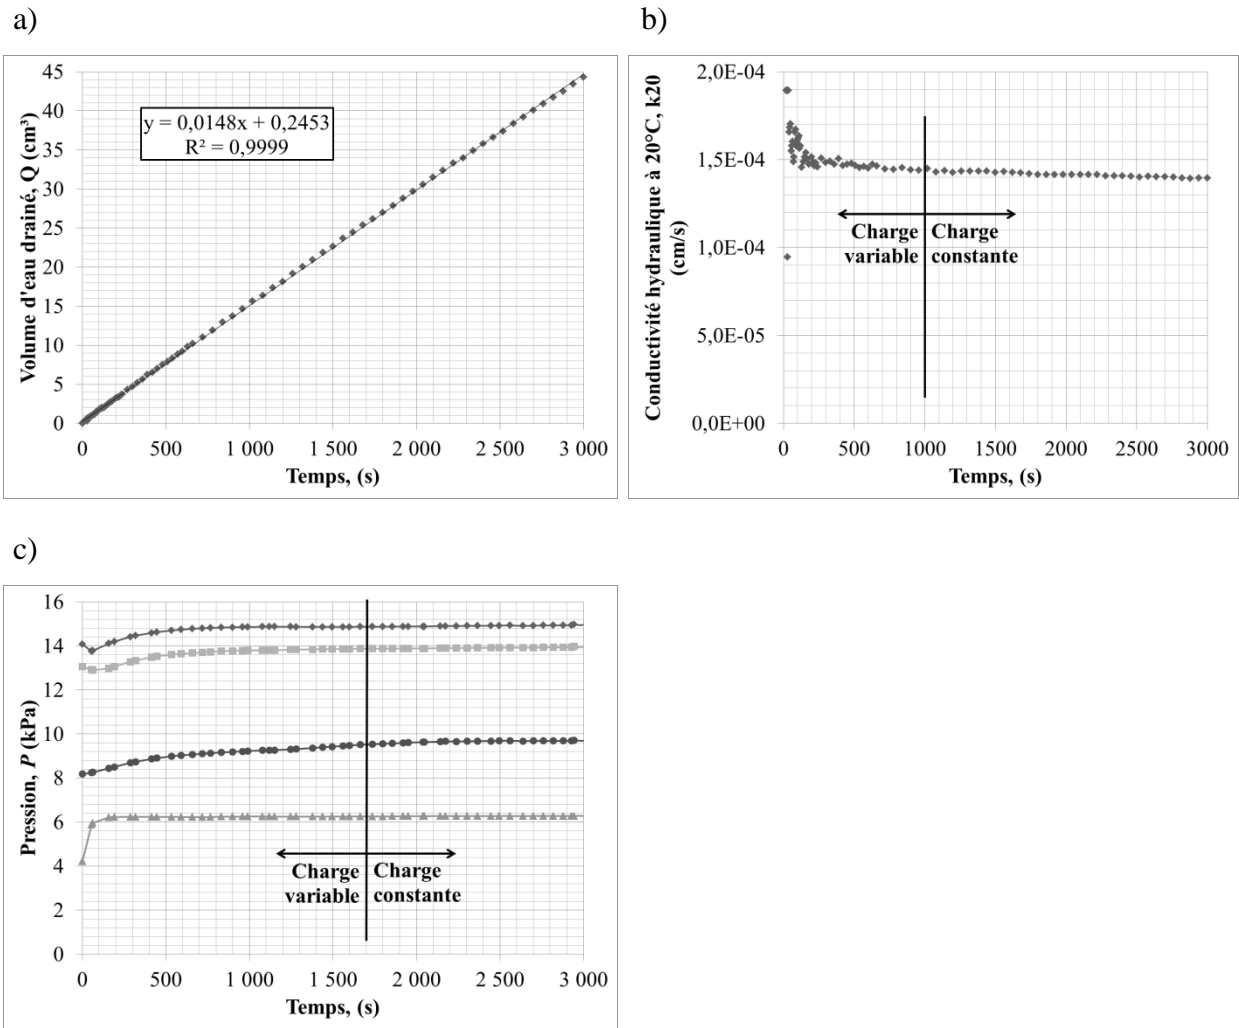 a)
45
40
35
30
25
20
15
10
5
0
Volume d'eau drainé, Q (cm³)
y = 0,0148x + 0,2453
R² = 0,9999
0 500 1 000 1 500 2 000 2 500 3 000
Temps, (s)
b)
2,0E-04
1,5E-04
1,0E-04
5,0E-05
0,0E+00
Conductivité hydraulique à 20°C, k20
(cm/s)
Charge
variable
Charge
constante
0 500 1000 1500 2000 2500 3000
Temps, (s)
c)
16
14
12
10
8
6
4
2
0
Pression, P (kPa)
Charge
variable
Charge
constante
0 500 1 000 1 500 2 000 2 500 3 000
Temps, (s)